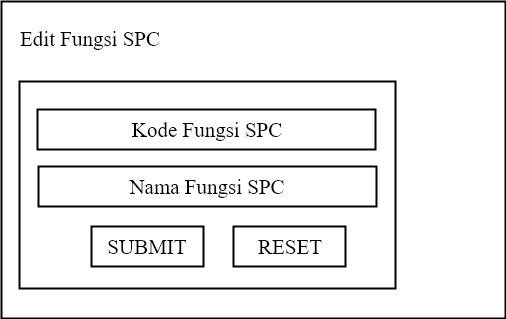 Edit Fungsi SPC
Kode Fungsi SPC
Nama Fungsi SPC
SUBMIT RESET